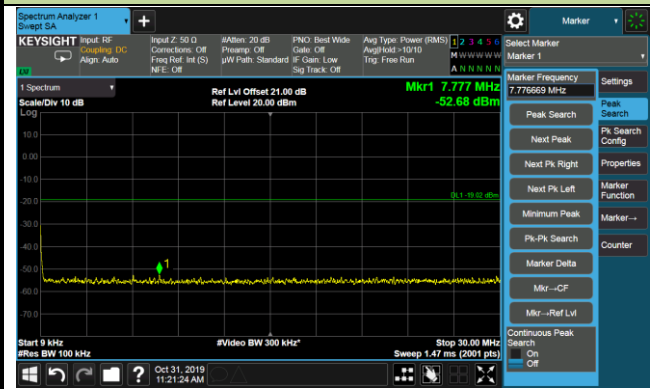 Spectrum Analyzer 1
Swept SA
+
Marker
KEYSIGHT
Input: RF
Coupling: DC
Align: Auto
Input Z: 50 Ω
Corrections: Off
Freq Ref: Int (S)
NFE: Off
#Atten: 20 dB
Preamp: Off
µW Path: Standard
PNO: Best Wide
Gate: Off
IF Gain: Low
Sig Track: Off
Avg Type: Power (RMS)
Avg|Hold:>10/10
Trig: Free Run
1 2 3 4 5 6
M W W W W W
A N N N N N
Select Marker
Marker 1
1 Spectrum
Scale/Div 10 dB
Log
Ref Lvl Offset 21.00 dB
Ref Level 20.00 dBm
Mkr1 7.777 MHz
-52.68 dBm
10.0
0.00
-10.0
-20.0
-30.0
-40.0
-50.0
-60.0
-70.0
DL1 -19.02 dBm
1
Start 9 kHz
#Res BW 100 kHz
#Video BW 300 kHz*
Stop 30.00 MHz
Sweep 1.47 ms (2001 pts)
Marker Frequency
7.776669 MHz
Peak Search
Next Peak
Next Pk Right
Next Pk Left
Minimum Peak
Pk-Pk Search
Marker Delta
Mkr→CF
Mkr→Ref Lvl
Continuous Peak
Search
On
Off
Settings
Peak
Search
Pk Search
Config
Properties
Marker
Function
Marker→
Counter
?
Oct 31, 2019
11:21:24 AM